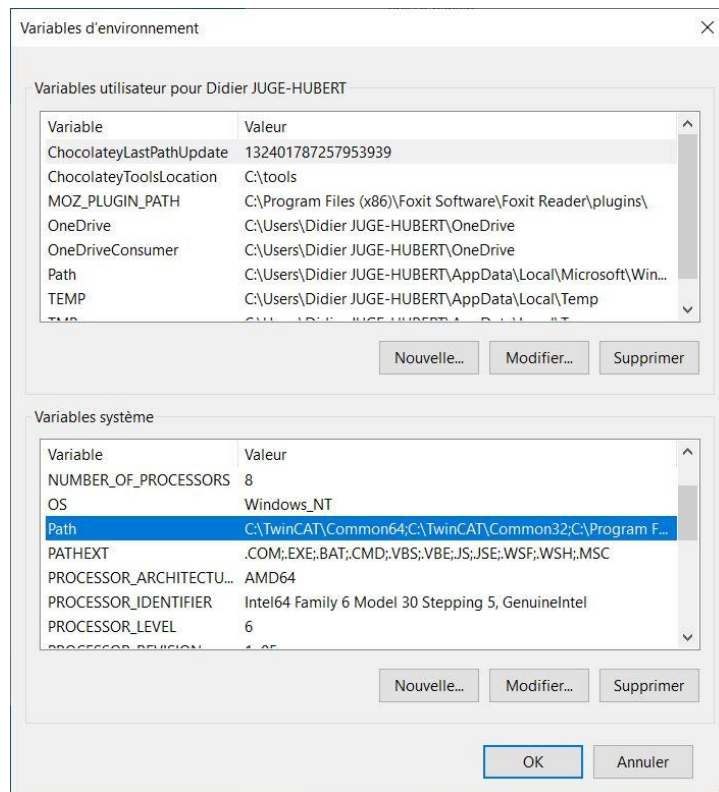 Variables d'environnement
Variables utilisateur pour Didier JUGE-HUBERT
Variable Valeur
ChocolateyLastPathUpdate 132401787257953939
ChocolateyToolsLocation C:\tools
MOZ_PLUGIN_PATH C:\Program Files (x86)\Foxit Software\Foxit Reader\plugins\
OneDrive C:\Users\Didier JUGE-HUBERT\OneDrive
OneDriveConsumer C:\Users\Didier JUGE-HUBERT\OneDrive
Path C:\Users\Didier JUGE-HUBERT\AppData\Local\Microsoft\Win...
TEMP C:\Users\Didier JUGE-HUBERT\AppData\Local\Temp
Nouvelle... Modifier... Supprimer
Variables système
Variable Valeur
NUMBER_OF_PROCESSORS 8
OS Windows_NT
Path C:\TwinCAT\Common64;C:\TwinCAT\Common32;C:\Program F...
PATHEXT .COM;.EXE;.BAT;.CMD;.VBS;.VBE;.JS;.JSE;.WSF;.WSH;.MSC
PROCESSOR_ARCHITECTU... AMD64
PROCESSOR_IDENTIFIER Intel64 Family 6 Model 30 Stepping 5, GenuineIntel
PROCESSOR_LEVEL 6
Nouvelle... Modifier... Supprimer
OK Annuler